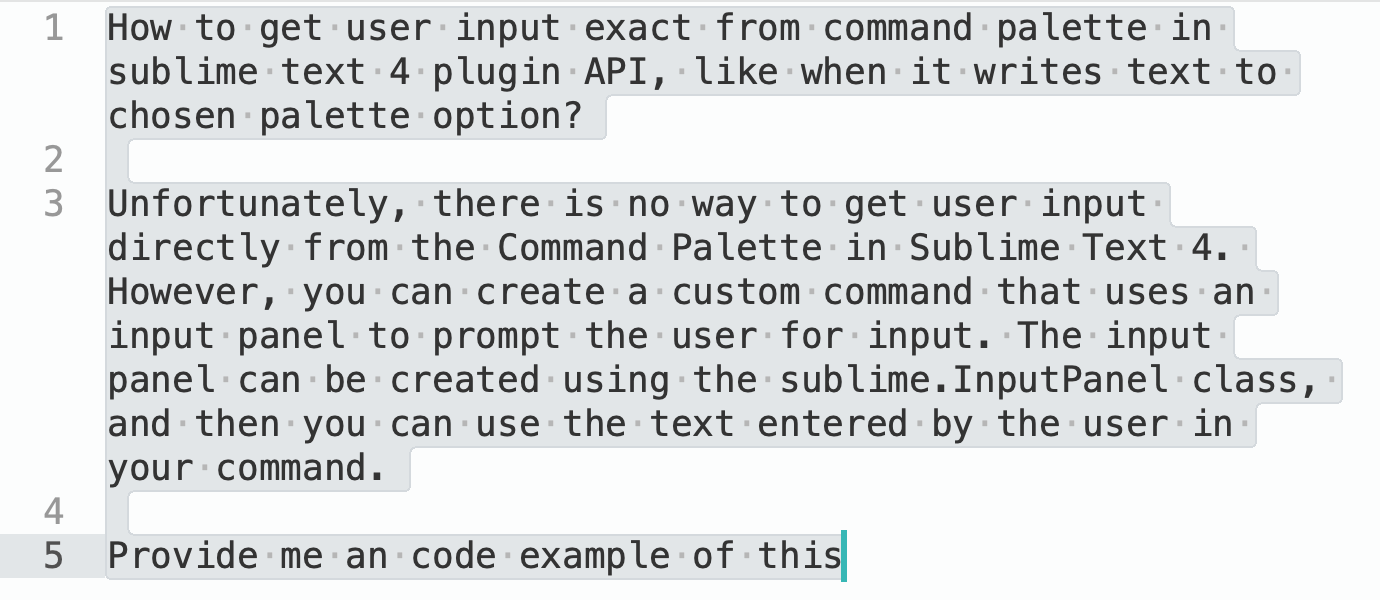 1 How to get user input exact from command palette in
sublime text 4 plugin API, like when it writes text to
chosen palette option?
2
3 Unfortunately, there is no way to get user input
directly from the Command Palette in Sublime Text 4.
However, you can create a custom command that uses an
input panel to prompt the user for input. The input
panel can be created using the sublime.InputPanel class,
and then you can use the text entered by the user in
your command.
4
5 Provide me an code example of this